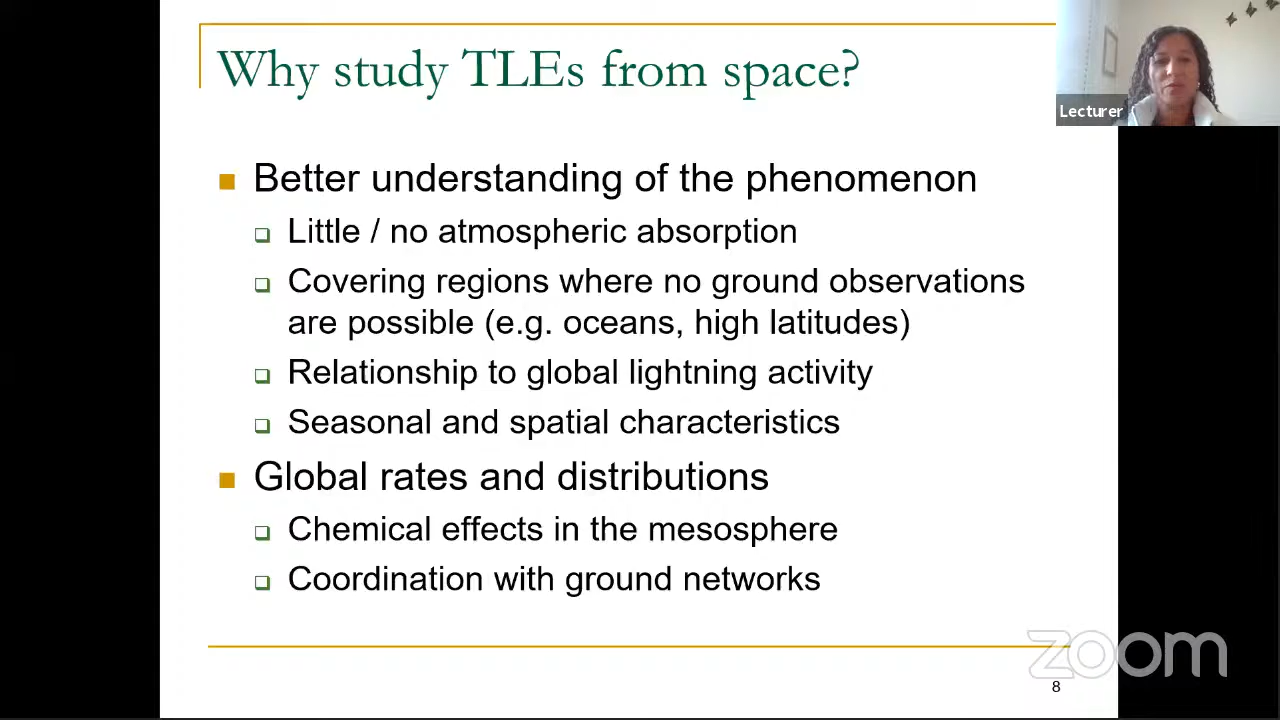 Why study TLEs from space?
Lecturer
Better understanding of the phenomenon
Little / no atmospheric absorption
Covering regions where no ground observations
are possible (e.g. oceans, high latitudes)
Relationship to global lightning activity
Seasonal and spatial characteristics
Global rates and distributions
Chemical effects in the mesosphere
Coordination with ground networks
zoom
8